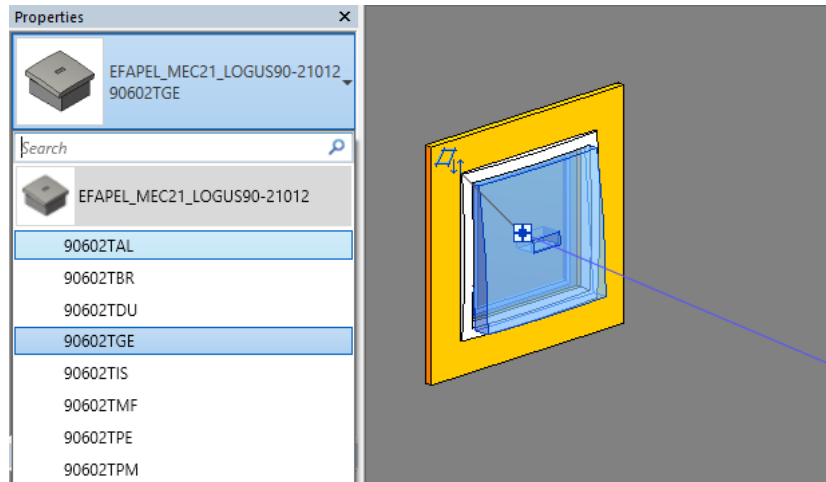 Properties
EFAPEL_MEC21_LOGUS90-21012
90602TGE
Search
EFAPEL_MEC21_LOGUS90-21012
90602TAL
90602TBR
90602TDU
90602TGE
90602TIS
90602TMF
90602TPE
90602TPM